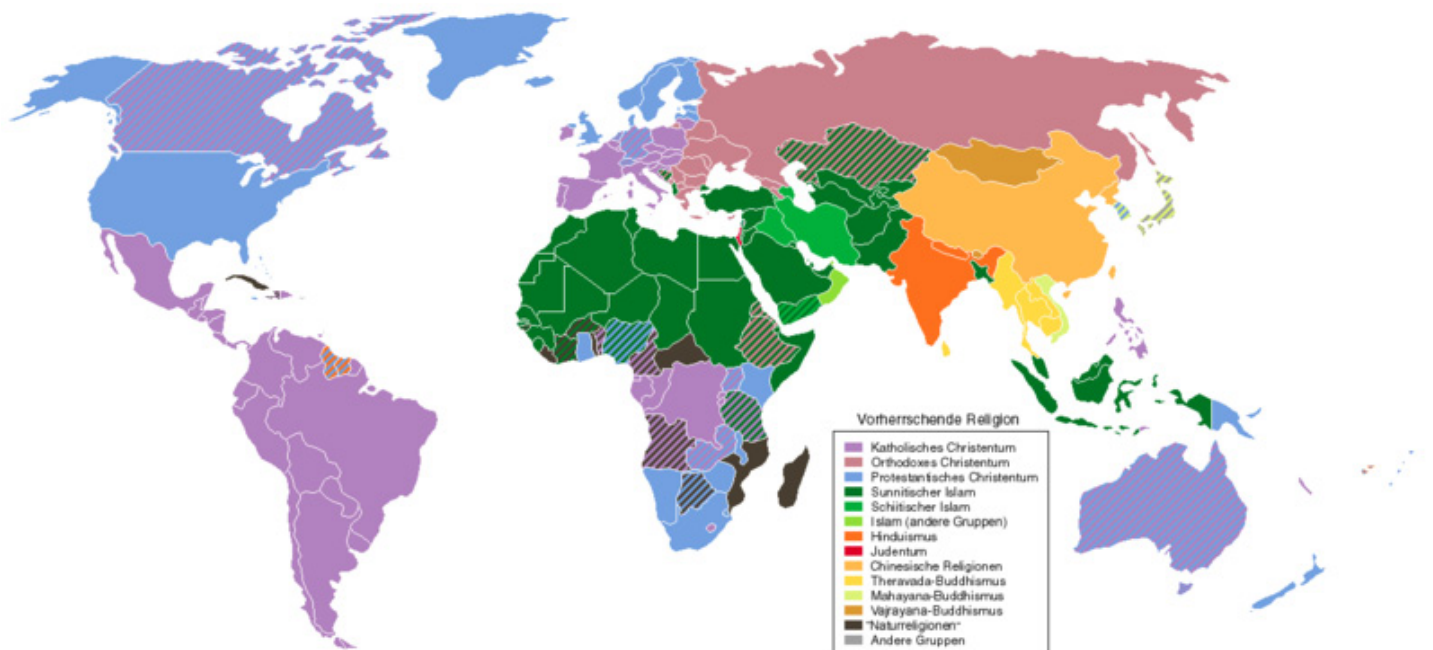 Vorherrschende Religion
Katholisches Christentum
Orthodoxes Christentum
Protestantisches Christentum
Sunnitischer Islam
Schiitischer Islam
Islam (andere Gruppen)
Hinduismus
Judentum
Chinesische Religionen
Theravada-Buddhismus
Mahayana-Buddhismus
Vajrayana-Buddhismus
"Naturreligionen"
Andere Gruppen